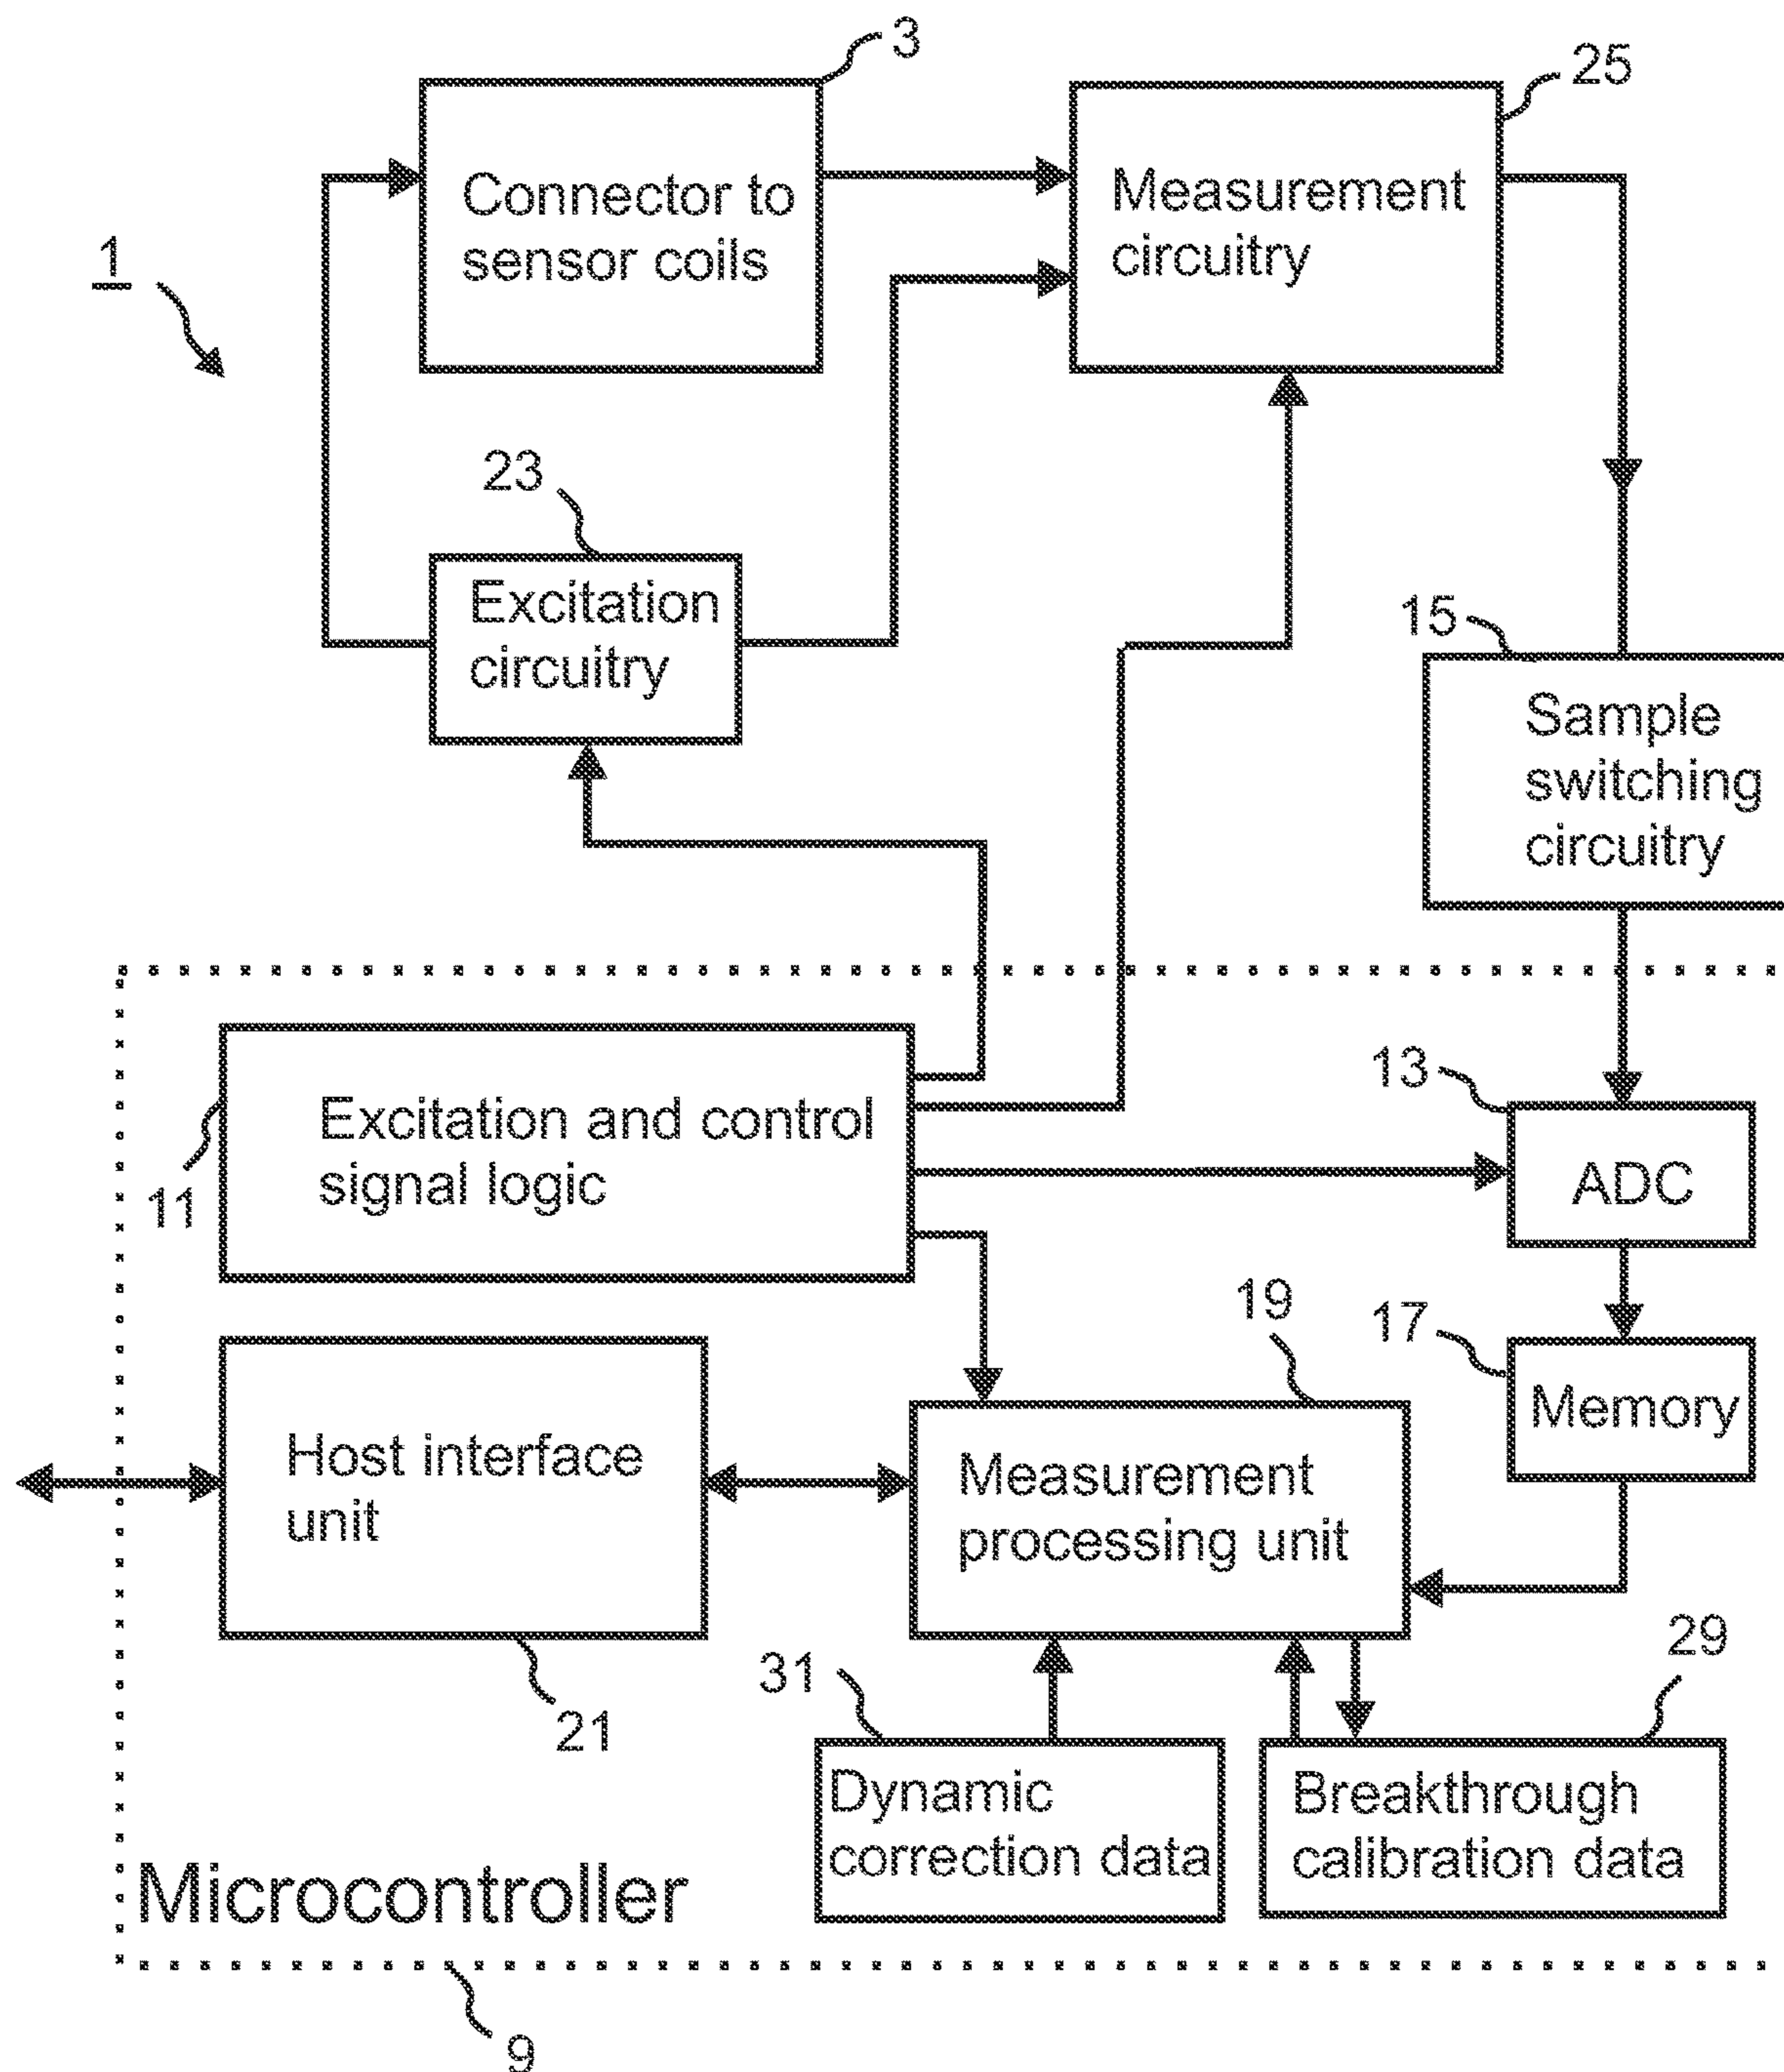 3
25
Connector to
sensor coils
Measurement
circuitry
1
23
Excitation
circuitry
15
Sample
switching
circuitry
13
Excitation and control
signal logic
ADC
11
19
17
Memory
Host interface
unit
Measurement
processing unit
29
31
21
Dynamic
correction data
Breakthrough
calibration data
Microcontroller
9